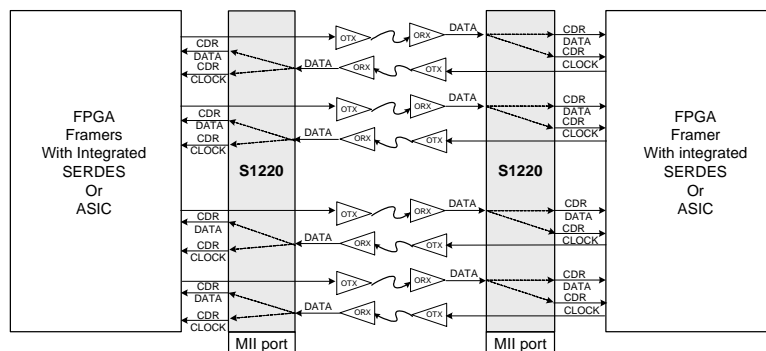 FPGA
Framers
With Integrated
SERDES
Or
ASIC
S1220
MII port
CDR
DATA
CDR
CLOCK
OTX
ORX
DATA
DATA
ORX
OTX
CDR
DATA
CDR
CLOCK
CDR
DATA
CDR
CLOCK
OTX
ORX
DATA
DATA
ORX
OTX
CDR
DATA
CDR
CLOCK
CDR
DATA
CDR
CLOCK
OTX
ORX
DATA
DATA
ORX
OTX
CDR
DATA
CDR
CLOCK
CDR
DATA
CDR
CLOCK
OTX
ORX
DATA
DATA
ORX
OTX
CDR
DATA
CDR
CLOCK
S1220
MII port
FPGA
Framer
With integrated
SERDES
Or
ASIC